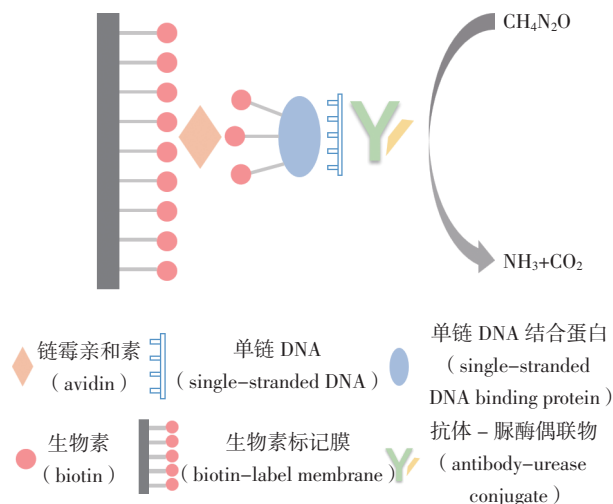 CH₄N₂O
NH₃+CO₂
链霉亲和素
（avidin）
单链 DNA
（single-stranded DNA）
单链 DNA 结合蛋白
（single-stranded
DNA binding protein）
生物素
（biotin）
生物素标记膜
（biotin-label membrane）
抗体 – 脲酶偶联物
（antibody-urease
conjugate）